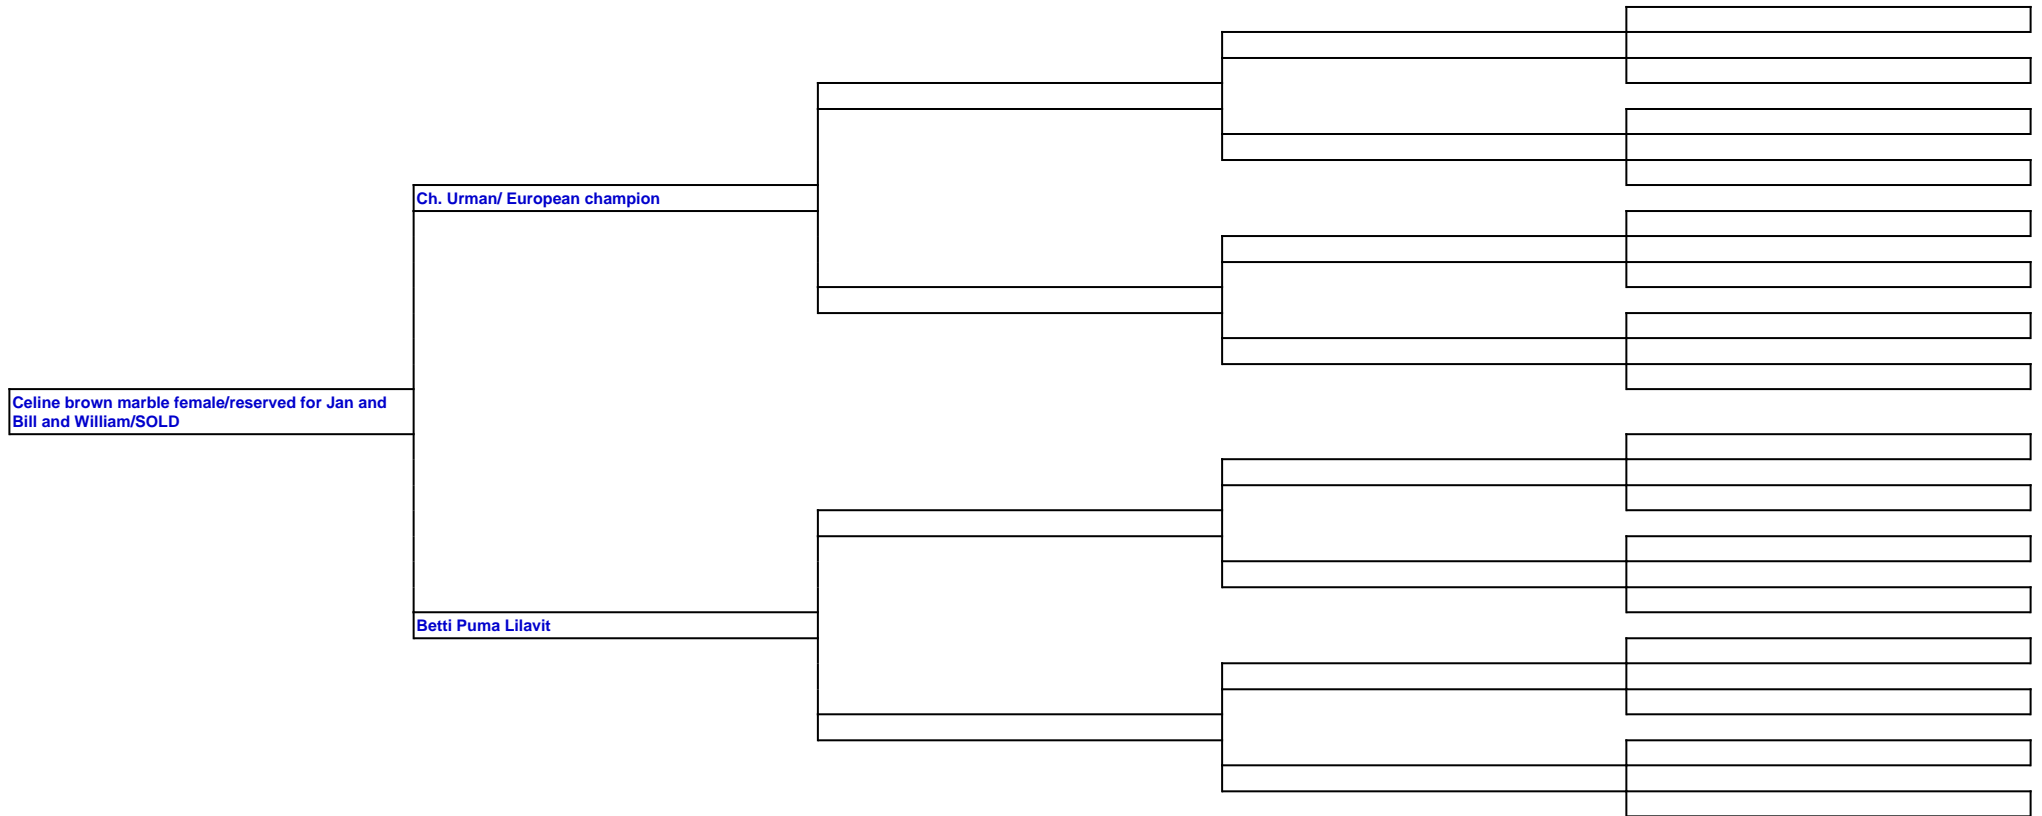 Ch. Urman/ European champion
Celine brown marble female/reserved for Jan and
Bill and William/SOLD
Betti Puma Lilavit